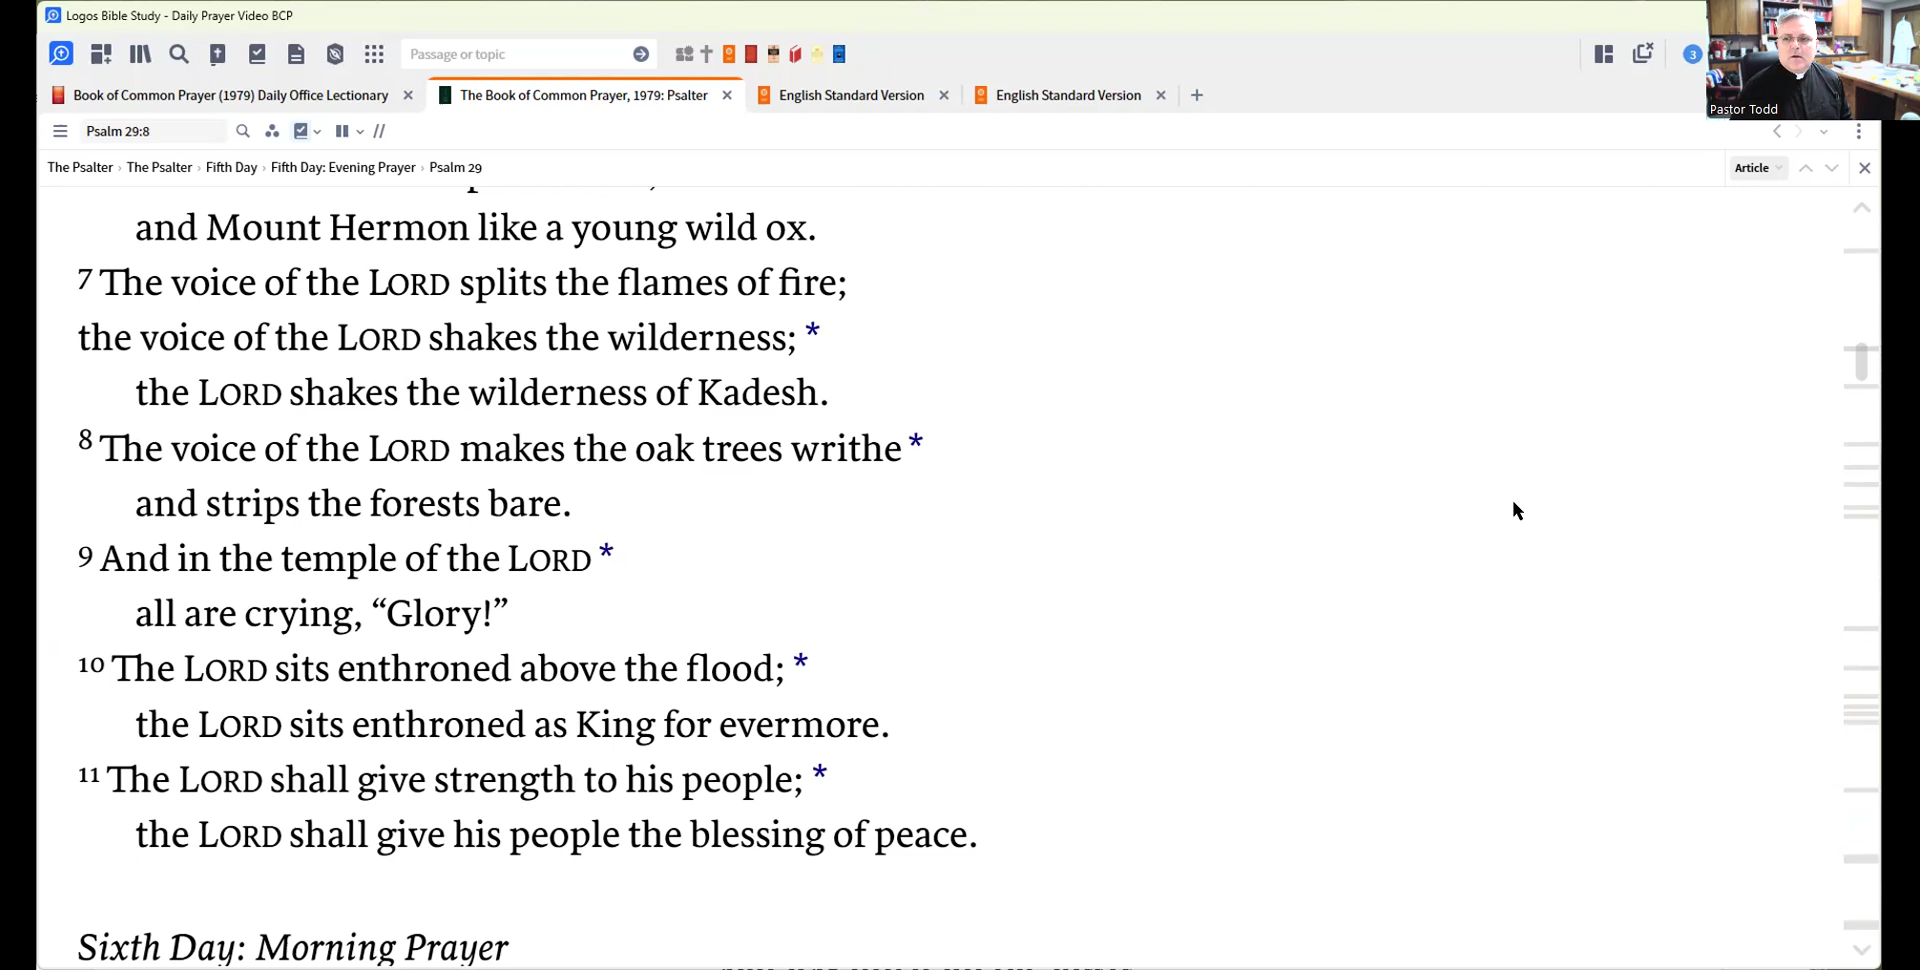 Logos Bible Study - Daily Prayer Video BCP
Passage or topic
3
Pastor Todd
Book of Common Prayer (1979) Daily Office Lectionary
The Book of Common Prayer, 1979: Psalter
English Standard Version
English Standard Version
Psalm 29:8
The Psalter › The Psalter › Fifth Day › Fifth Day: Evening Prayer › Psalm 29
Article
and Mount Hermon like a young wild ox.
7 The voice of the LORD splits the flames of fire;
the voice of the LORD shakes the wilderness; *
the LORD shakes the wilderness of Kadesh.
8 The voice of the LORD makes the oak trees writhe *
and strips the forests bare.
9 And in the temple of the LORD *
all are crying, “Glory!”
10 The LORD sits enthroned above the flood; *
the LORD sits enthroned as King for evermore.
11 The LORD shall give strength to his people; *
the LORD shall give his people the blessing of peace.
Sixth Day: Morning Prayer